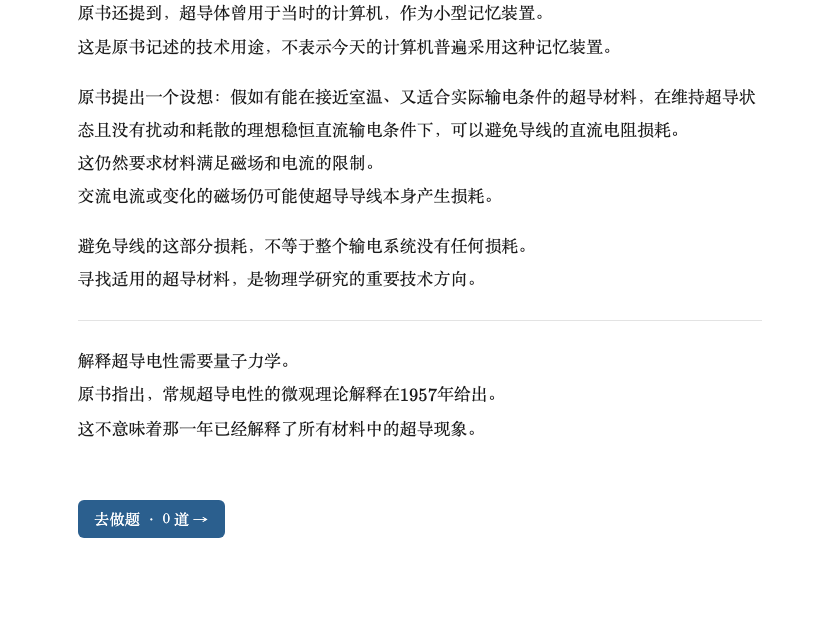 原书还提到，超导体曾用于当时的计算机，作为小型记忆装置。
这是原书记述的技术用途，不表示今天的计算机普遍采用这种记忆装置。
原书提出一个设想：假如有能在接近室温、又适合实际输电条件的超导材料，在维持超导状
态且没有扰动和耗散的理想稳恒直流输电条件下，可以避免导线的直流电阻损耗。
这仍然要求材料满足磁场和电流的限制。
交流电流或变化的磁场仍可能使超导导线本身产生损耗。
避免导线的这部分损耗，不等于整个输电系统没有任何损耗。
寻找适用的超导材料，是物理学研究的重要技术方向。
解释超导电性需要量子力学。
原书指出，常规超导电性的微观理论解释在1957年给出。
这不意味着那一年已经解释了所有材料中的超导现象。
去做题 · 0 道 →